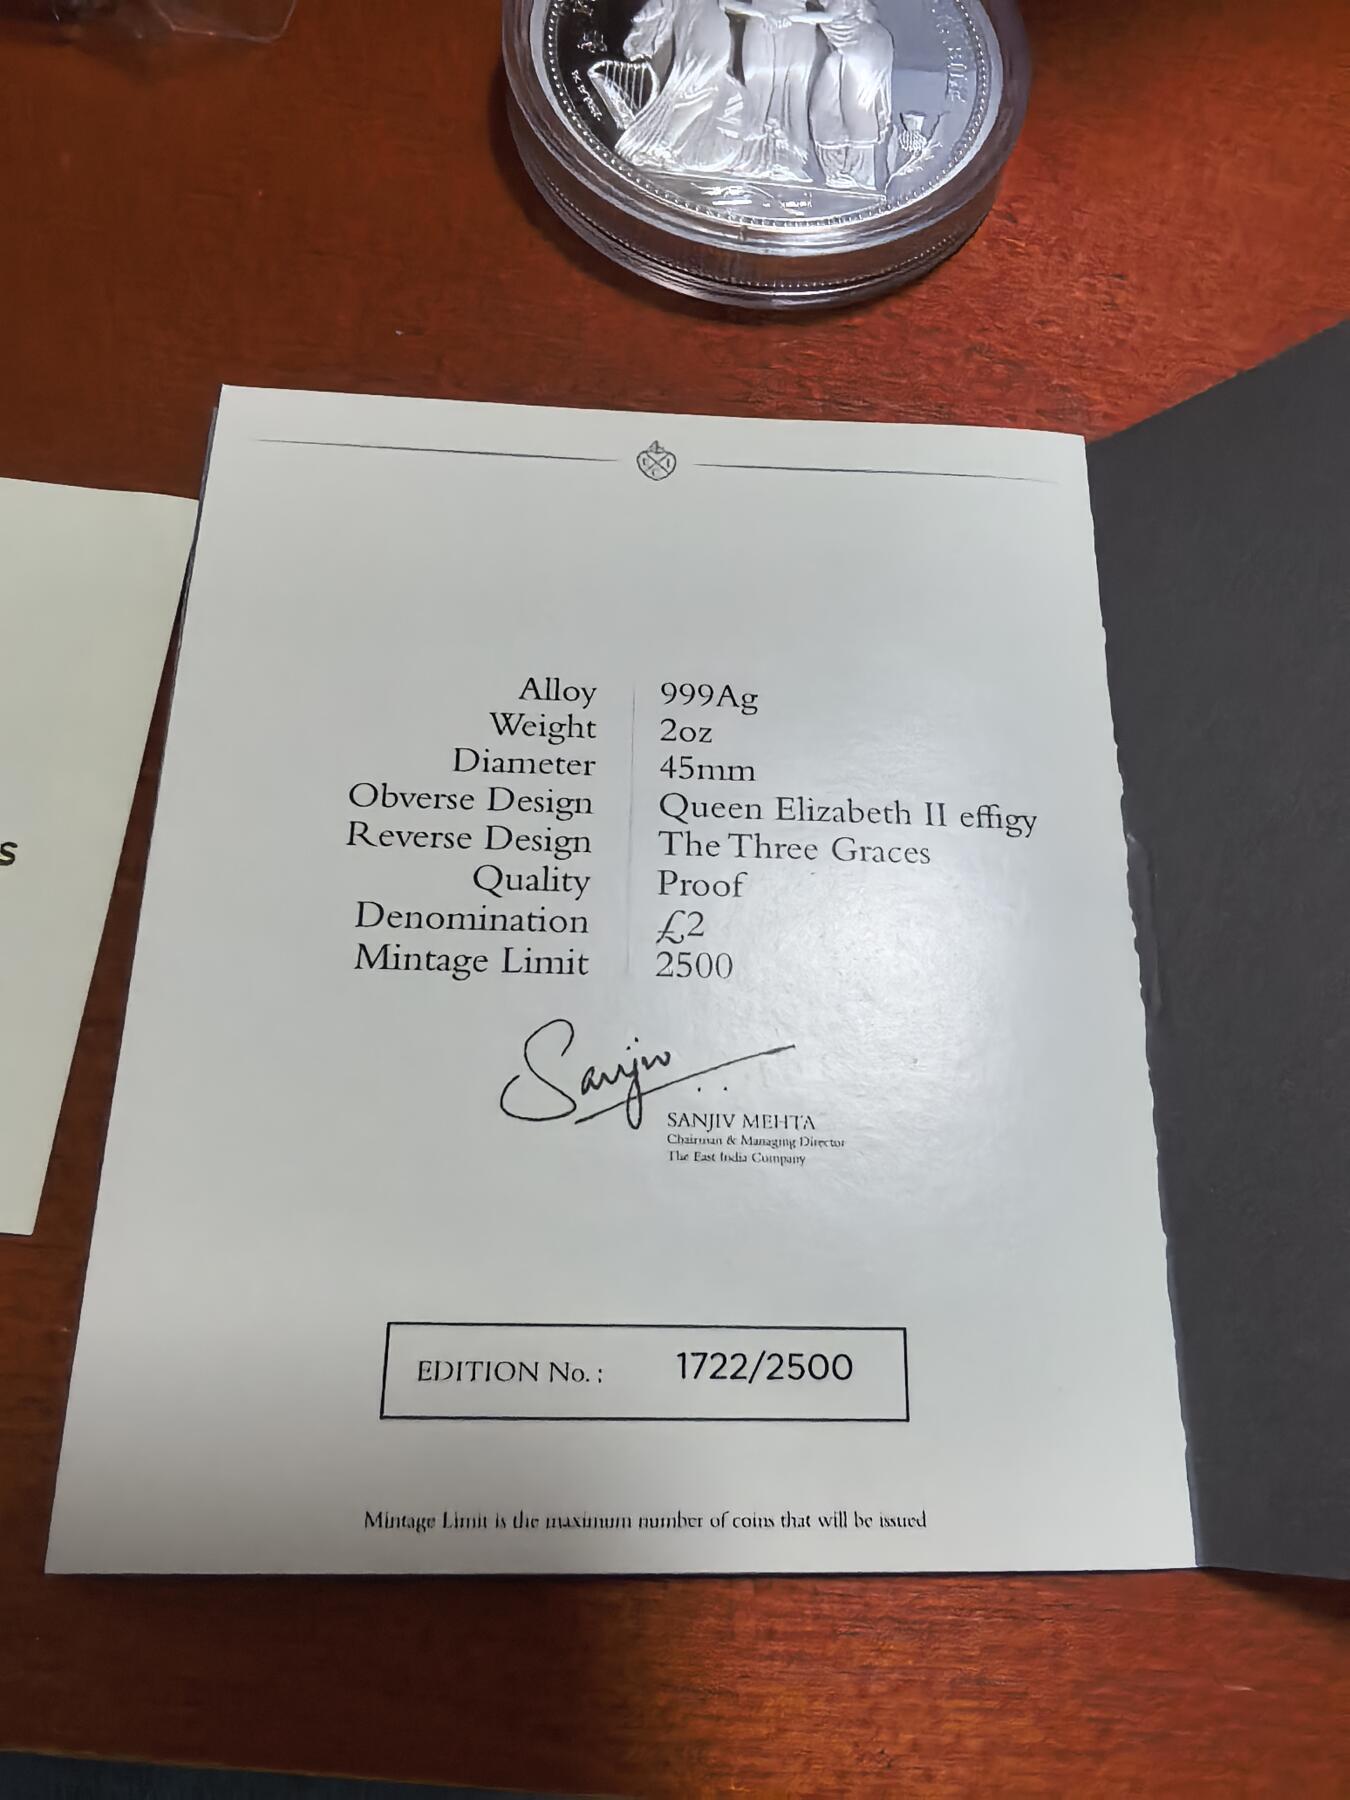 Alloy 999Ag
Weight 2oz
Diameter 45mm
Obverse Design Queen Elizabeth II effigy
Reverse Design The Three Graces
Quality Proof
Denomination £2
Mintage Limit 2500
Sanjiv
SANJIV MEHTA
Chairman & Managing Director
The East India Company
EDITION No. : 1722/2500
Mintage Limit is the maximum number of coins that will be issued
s